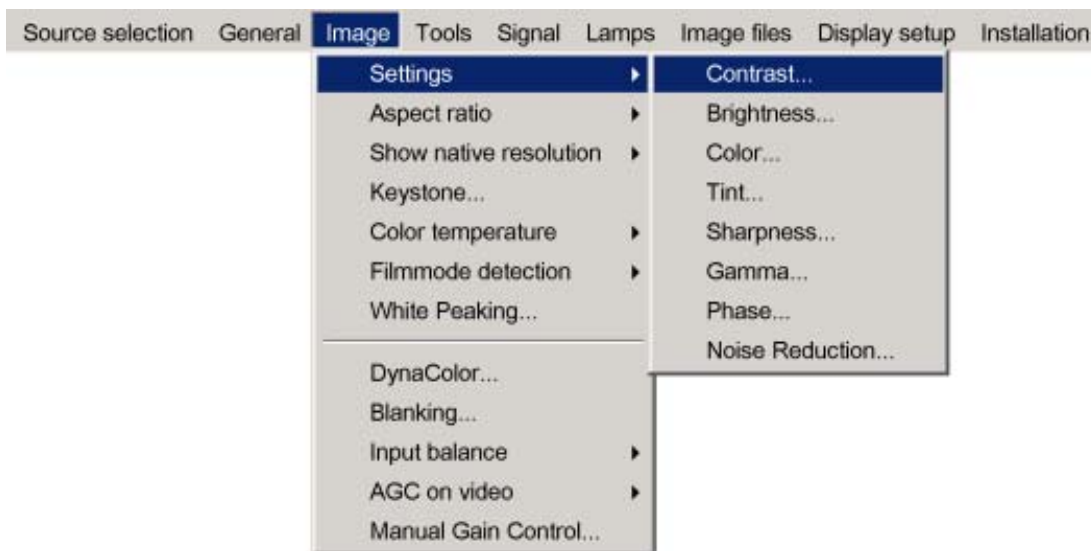 Source selection General Image Tools Signal Lamps Image files Display setup Installation
Settings
Aspect ratio
Show native resolution
Keystone...
Color temperature
Filmmode detection
White Peaking...
DynaColor...
Blanking...
Input balance
AGC on video
Manual Gain Control...
Contrast...
Brightness...
Color...
Tint...
Sharpness...
Gamma...
Phase...
Noise Reduction...